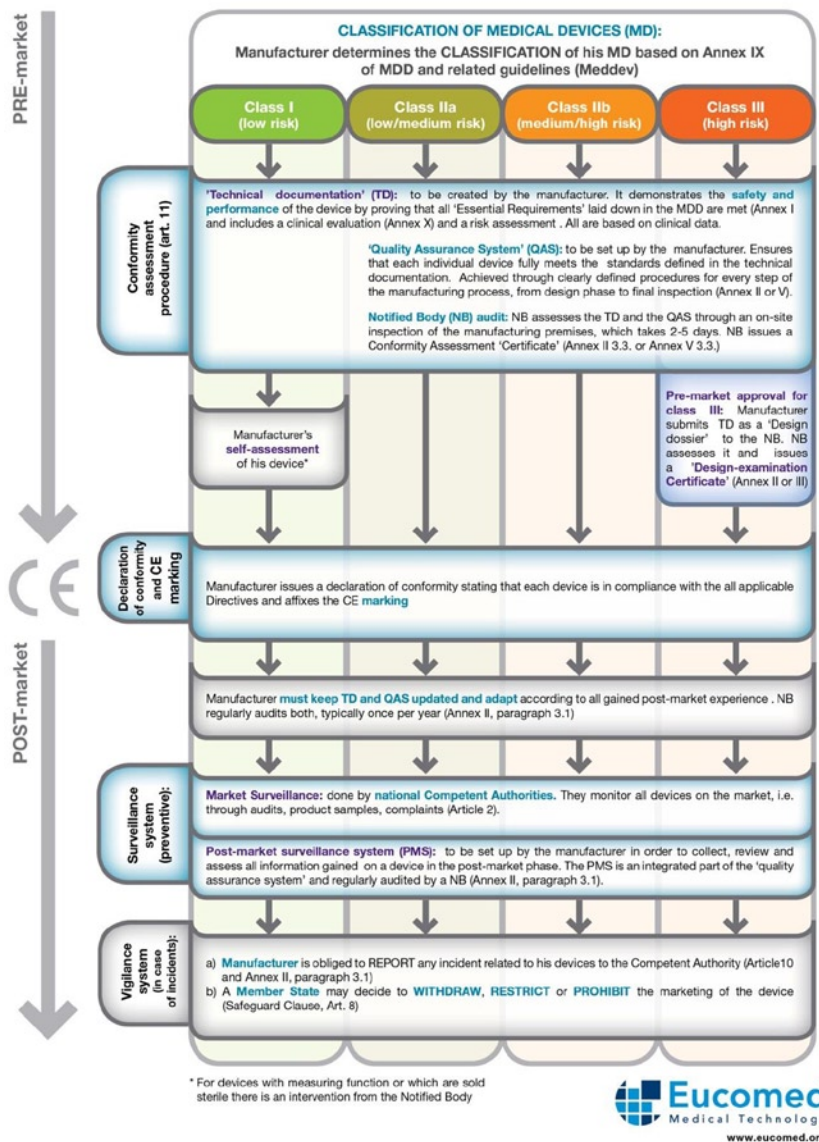 PRE-market
CLASSIFICATION OF MEDICAL DEVICES (MD):
Manufacturer determines the CLASSIFICATION of his MD based on Annex IX
of MDD and related guidelines (Meddev)
Class I
(low risk)
Class IIa
(low/medium risk)
Class IIb
(medium/high risk)
Class III
(high risk)
Conformity
assessment
procedure (art. 11)
'Technical documentation' (TD): to be created by the manufacturer. It demonstrates the safety and
performance of the device by proving that all 'Essential Requirements' laid down in the MDD are met (Annex I
and includes a clinical evaluation (Annex X) and a risk assessment . All are based on clinical data.
'Quality Assurance System' (QAS): to be set up by the manufacturer. Ensures
that each individual device fully meets the standards defined in the technical
documentation. Achieved through clearly defined procedures for every step of
the manufacturing process, from design phase to final inspection (Annex II or V).
Notified Body (NB) audit: NB assesses the TD and the QAS through an on-site
inspection of the manufacturing premises, which takes 2-5 days. NB issues a
Conformity Assessment 'Certificate' (Annex II 3.3. or Annex V 3.3.)
Manufacturer's
self-assessment
of his device*
Pre-market approval for
class III: Manufacturer
submits TD as a 'Design
dossier' to the NB. NB
assesses it and issues
a 'Design-examination
Certificate' (Annex II or III)
CE
Declaration
of conformity
and CE
marking
Manufacturer issues a declaration of conformity stating that each device is in compliance with the all applicable
Directives and affixes the CE marking
POST-market
Manufacturer must keep TD and QAS updated and adapt according to all gained post-market experience . NB
regularly audits both, typically once per year (Annex II, paragraph 3.1)
Surveillance
system
(preventive):
Market Surveillance: done by national Competent Authorities. They monitor all devices on the market, i.e.
through audits, product samples, complaints (Article 2).
Post-market surveillance system (PMS): to be set up by the manufacturer in order to collect, review and
assess all information gained on a device in the post-market phase. The PMS is an integrated part of the 'quality
assurance system' and regularly audited by a NB (Annex II, paragraph 3.1).
Vigilance
system
(in case
of incidents):
a) Manufacturer is obliged to REPORT any incident related to his devices to the Competent Authority (Article10
and Annex II, paragraph 3.1)
b) A Member State may decide to WITHDRAW, RESTRICT or PROHIBIT the marketing of the device
(Safeguard Clause, Art. 8)
* For devices with measuring function or which are sold
sterile there is an intervention from the Notified Body
Eucomed
Medical Technolog
www.eucomed.or